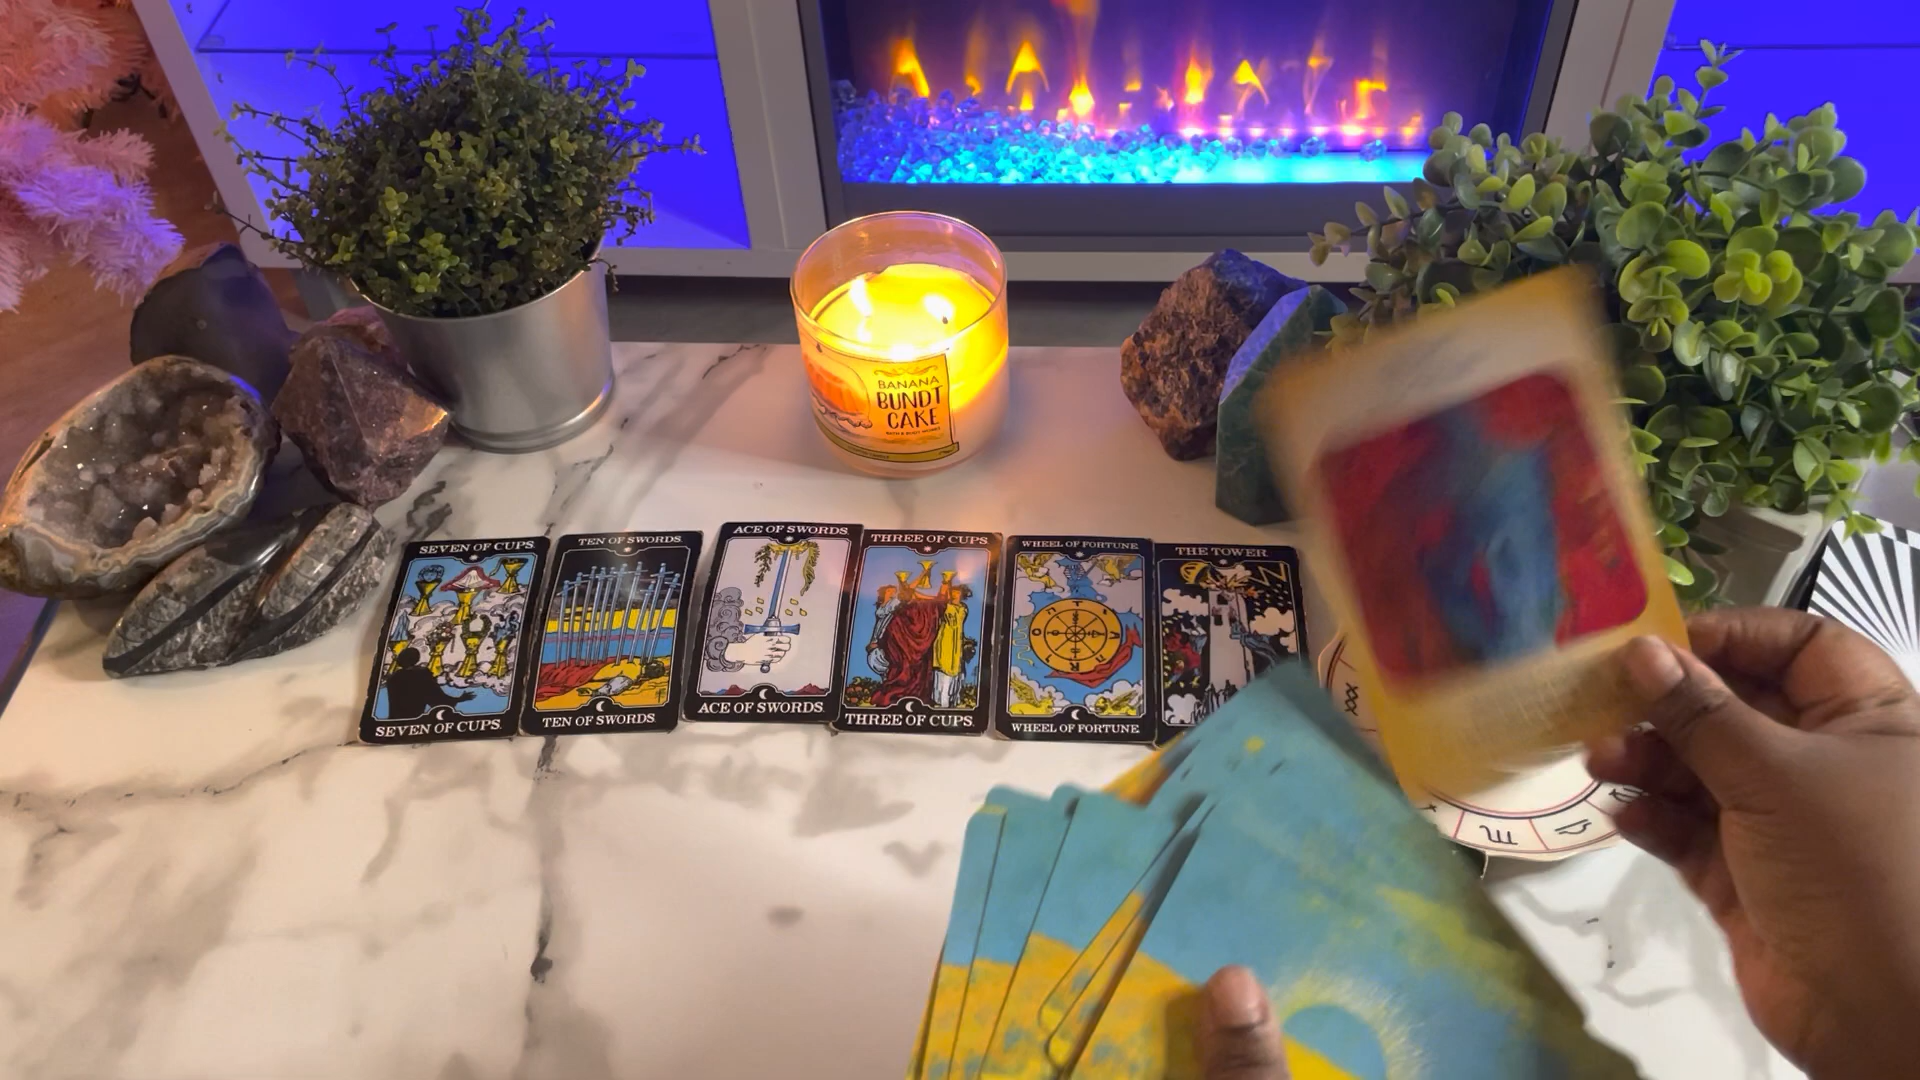 BANANA
BUNDT
CAKE
SEVEN OF CUPS.
SEVEN OF CUPS.
TEN OF SWORDS.
TEN OF SWORDS.
ACE OF SWORDS.
ACE OF SWORDS.
THREE OF CUPS.
THREE OF CUPS.
WHEEL OF FORTUNE.
WHEEL OF FORTUNE.
THE TOWER.